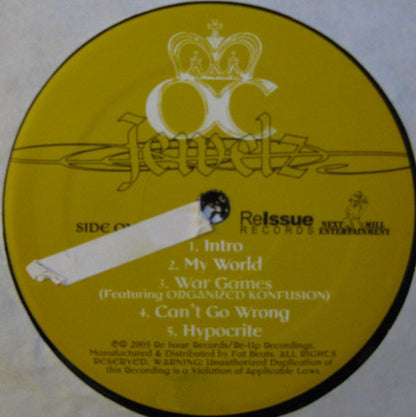 OC
jewelz
SIDE
ReIssue
RECORDS
NEXT MILL
ENTERTAINMENT
1. Intro
2. My World
3. War Games
(Featuring ORGANIZED KONFUSION)
4. Can't Go Wrong
5. Hypocrite
℗© 2005 Re Issue Records/Re-Up Recordings.
Manufactured & Distributed by Fat Beats. ALL RIGHTS
RESERVED. WARNING: Unauthorized Duplication of
this Recording is a Violation of Applicable Laws